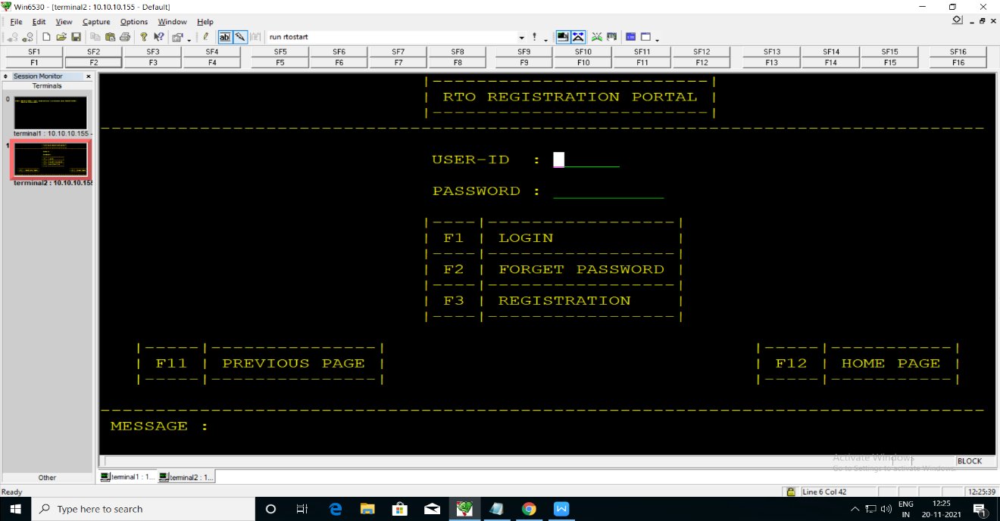 Win6530 - [terminal2 : 10.10.10.155 - Default]
File Edit View Capture Options Window Help
run rtostart
SF1 SF2 SF3 SF4 SF5 SF6 SF7 SF8 SF9 SF10 SF11 SF12 SF13 SF14 SF15 SF16
F1 F2 F3 F4 F5 F6 F7 F8 F9 F10 F11 F12 F13 F14 F15 F16
Session Monitor
Terminals
0
terminal1 : 10.10.10.155 -
1
terminal2 : 10.10.10.155
Other
RTO REGISTRATION PORTAL
USER-ID :
PASSWORD :
F1 LOGIN
F2 FORGET PASSWORD
F3 REGISTRATION
F11 PREVIOUS PAGE F12 HOME PAGE
MESSAGE :
Activate Windows
Go to Settings to activate Windows.
BLOCK
terminal1 : 1... terminal2 : 1...
Ready Line 6 Col 42 12:25:39
Type here to search
ENG
IN
12:25
20-11-2021
1